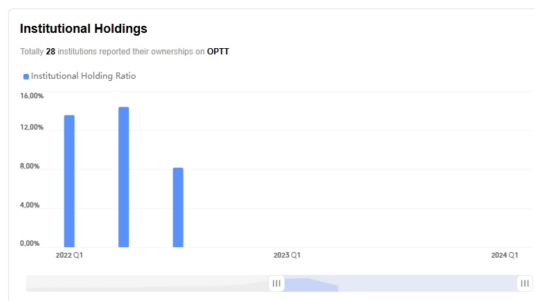 Institutional Holdings
Totally 28 institutions reported their ownerships on OPTT
Institutional Holding Ratio
16.00%
12.00%
8.00%
4.00%
0.00%
2022 Q1 2023 Q1 2024 Q1